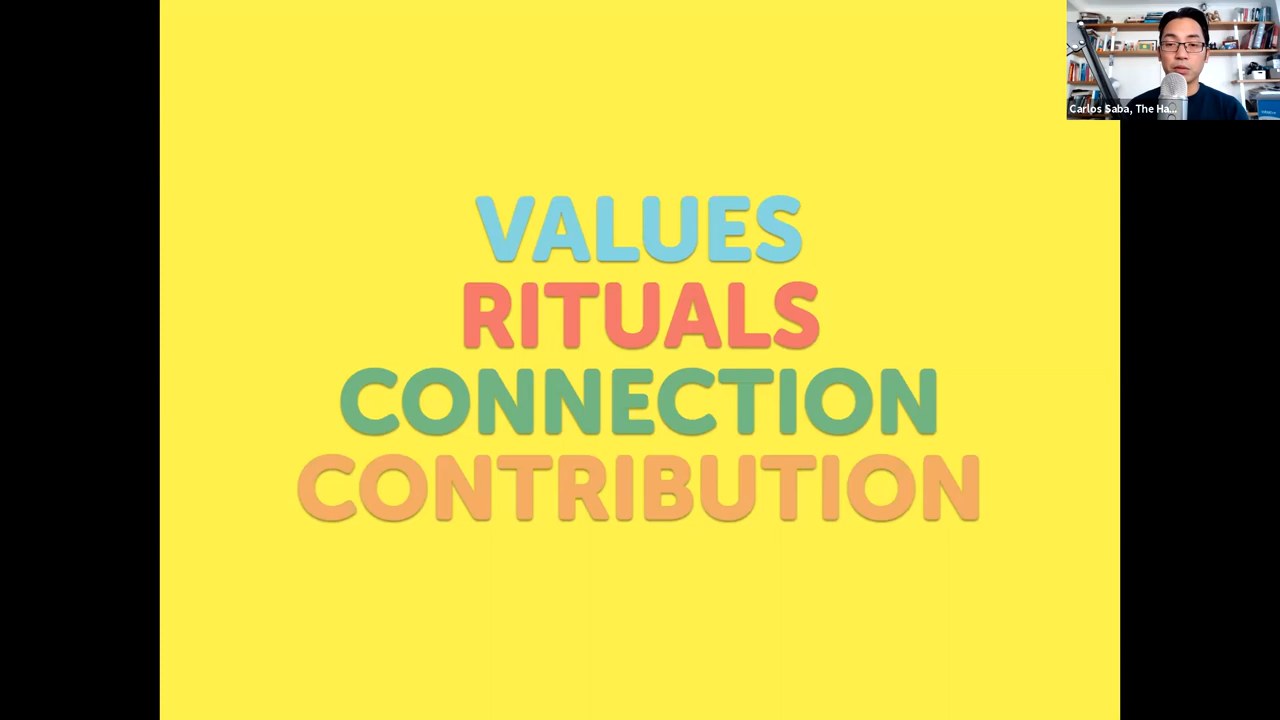 VALUES
RITUALS
CONNECTION
CONTRIBUTION
Carlos Saba, The Ha...